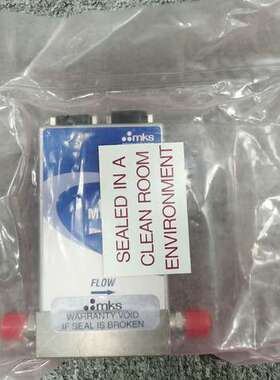 mks
SEALED IN A
CLEAN ROOM
ENVIRONMENT
FLOW
mks
WARRANTY VOID
IF SEAL IS BROKEN